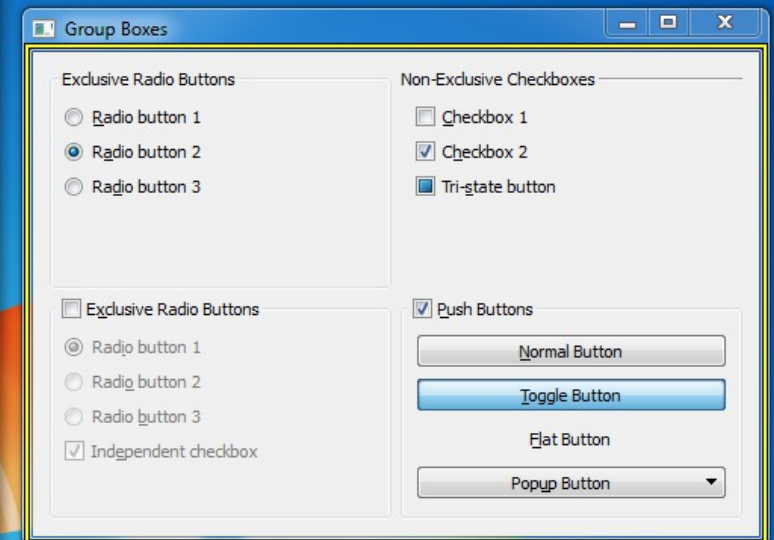 Group Boxes
Exclusive Radio Buttons
Radio button 1
Radio button 2
Radio button 3
Non-Exclusive Checkboxes
Checkbox 1
Checkbox 2
Tri-state button
Exclusive Radio Buttons
Radio button 1
Radio button 2
Radio button 3
Independent checkbox
Push Buttons
Normal Button
Toggle Button
Flat Button
Popup Button